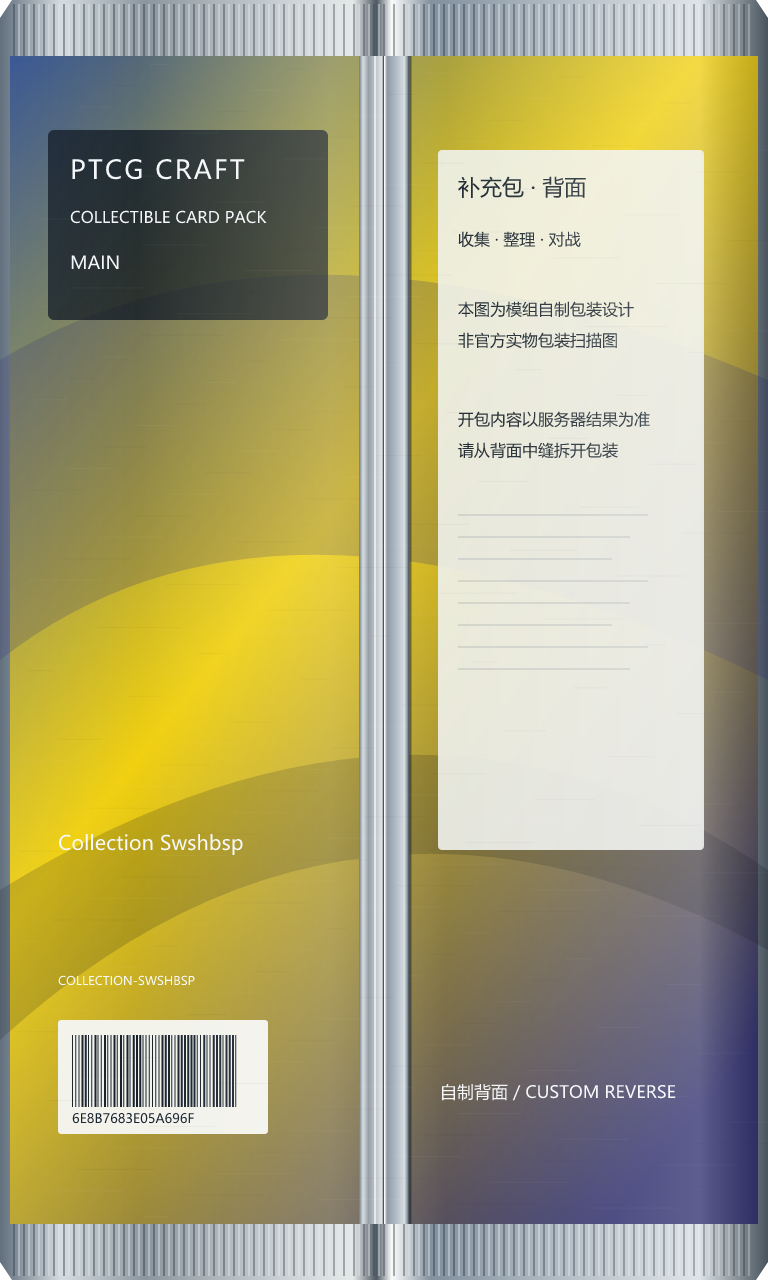 PTCG CRAFT
COLLECTIBLE CARD PACK
MAIN
Collection Swshbsp
COLLECTION-SWSHBSP
6E8B7683E05A696F
补充包 · 背面
收集 · 整理 · 对战
本图为模组自制包装设计
非官方实物包装扫描图
开包内容以服务器结果为准
请从背面中缝拆开包装
自制背面 / CUSTOM REVERSE